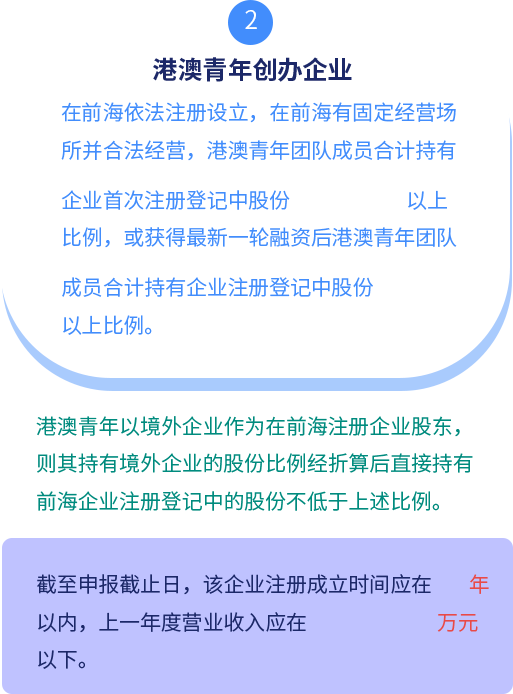 2
港澳青年创办企业
在前海依法注册设立，在前海有固定经营场
所并合法经营，港澳青年团队成员合计持有
企业首次注册登记中股份 以上
比例，或获得最新一轮融资后港澳青年团队
成员合计持有企业注册登记中股份
以上比例。
港澳青年以境外企业作为在前海注册企业股东，
则其持有境外企业的股份比例经折算后直接持有
前海企业注册登记中的股份不低于上述比例。
截至申报截止日，该企业注册成立时间应在 年
以内，上一年度营业收入应在 万元
以下。